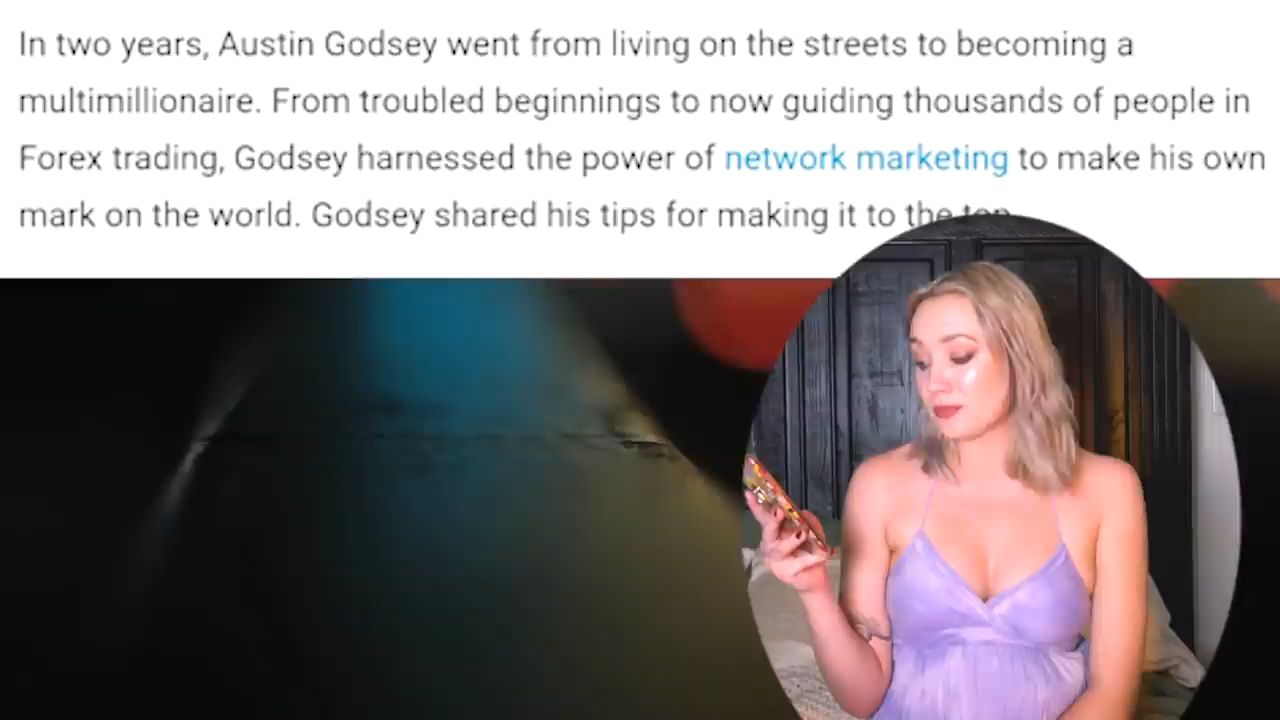 In two years, Austin Godsey went from living on the streets to becoming a
multimillionaire. From troubled beginnings to now guiding thousands of people in
Forex trading, Godsey harnessed the power of network marketing to make his own
mark on the world. Godsey shared his tips for making it to the top